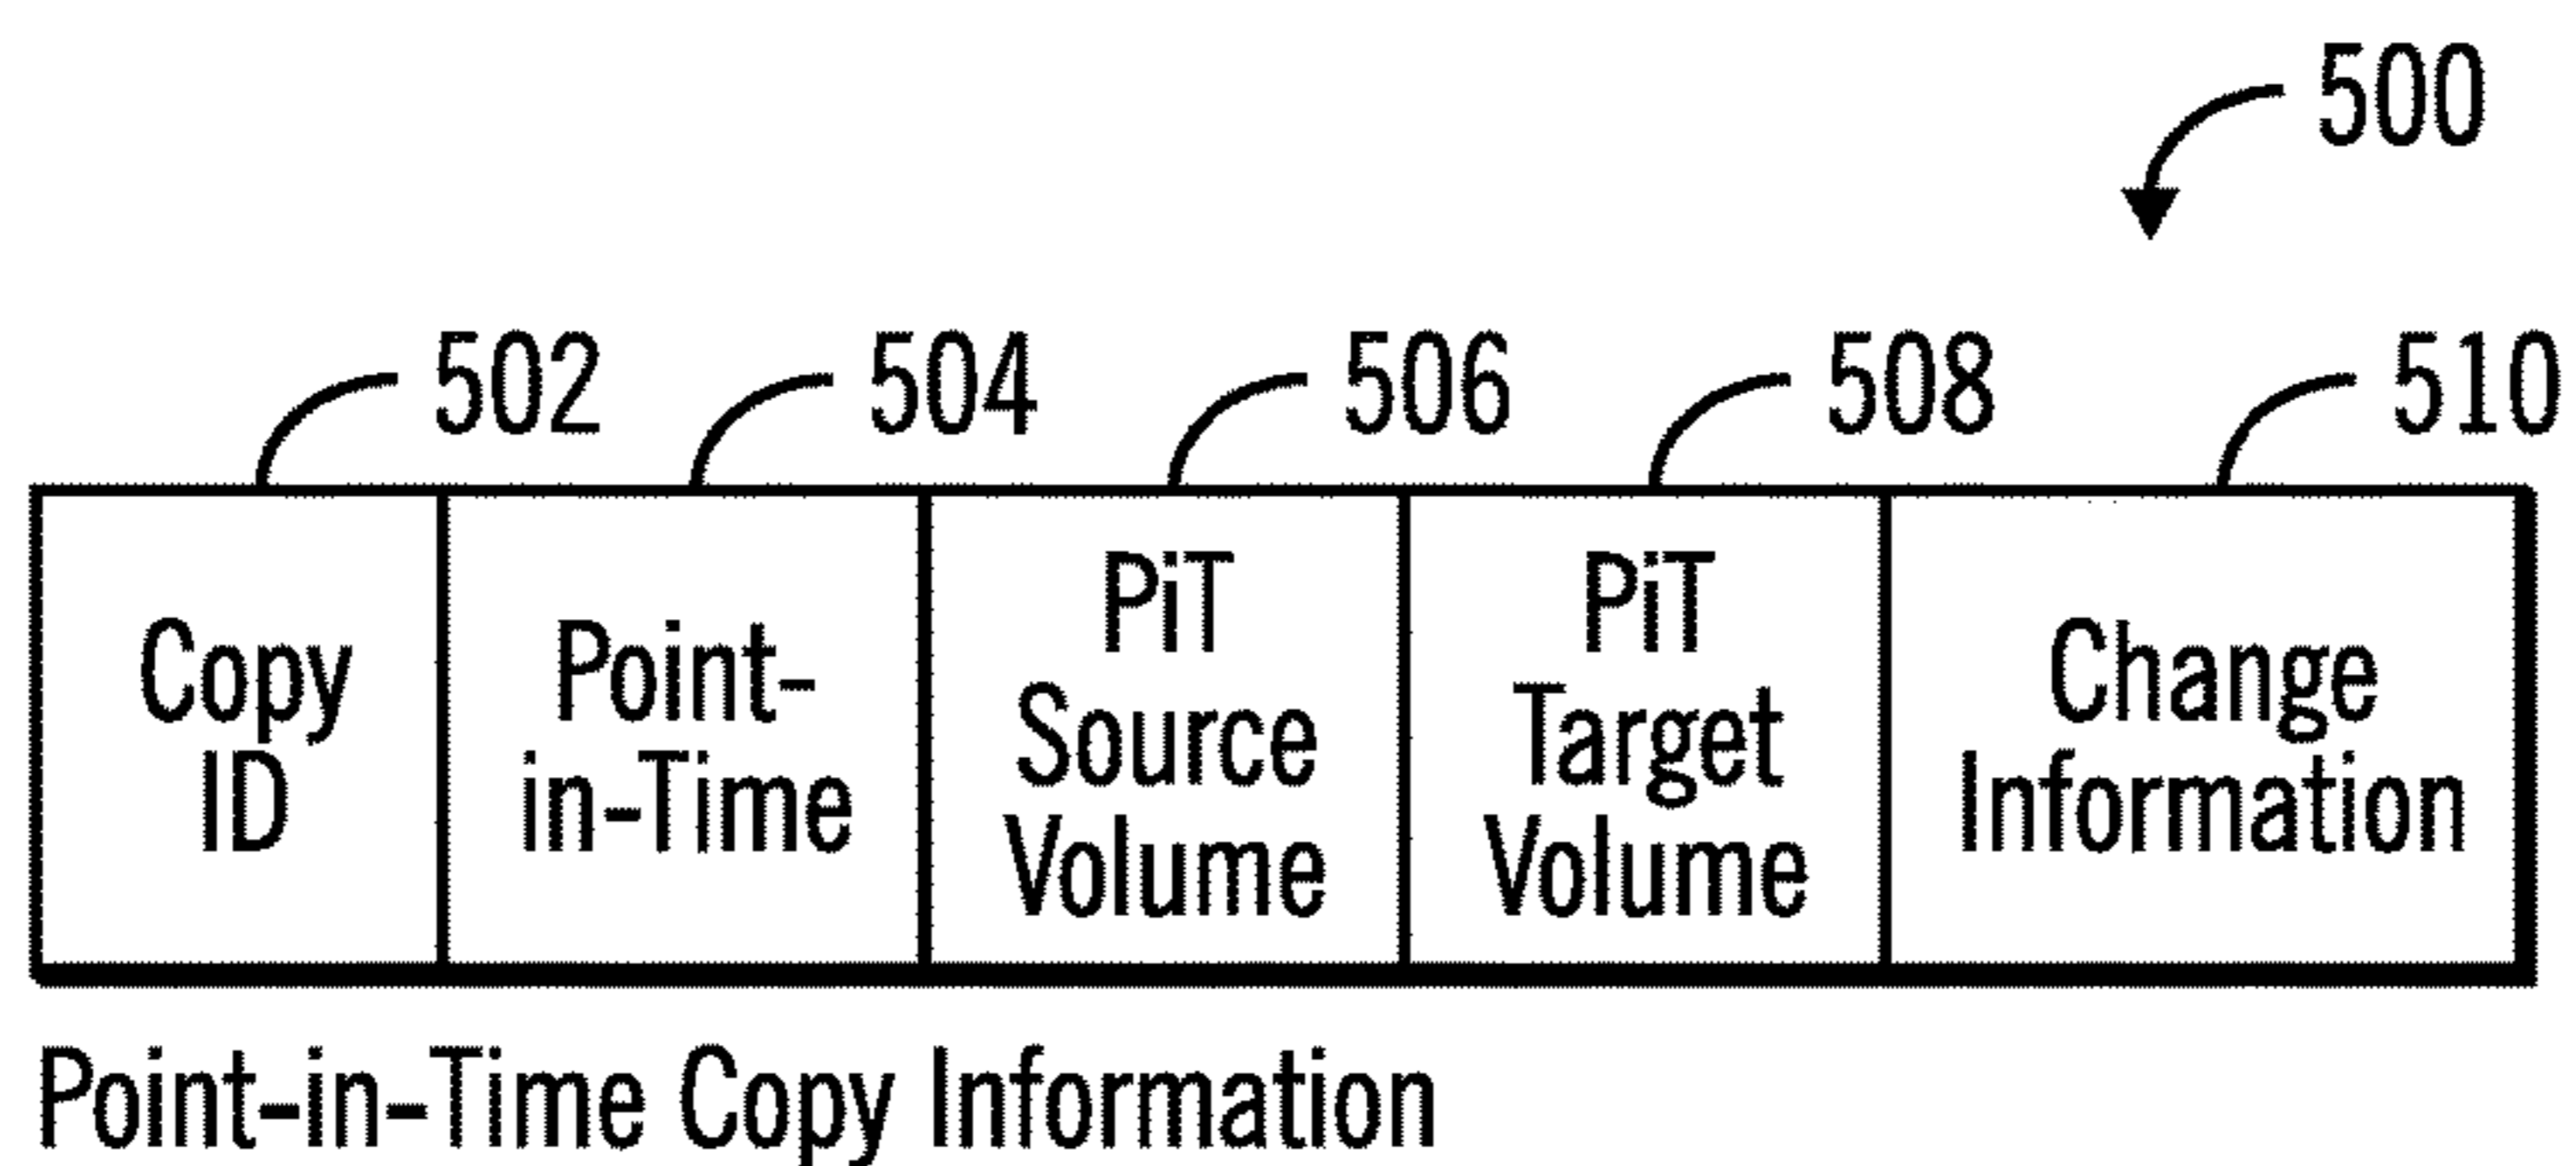 500
502
504
506
508
510
Copy
ID
Point-
in-Time
PiT
Source
Volume
PiT
Target
Volume
Change
Information
Point-in-Time Copy Information